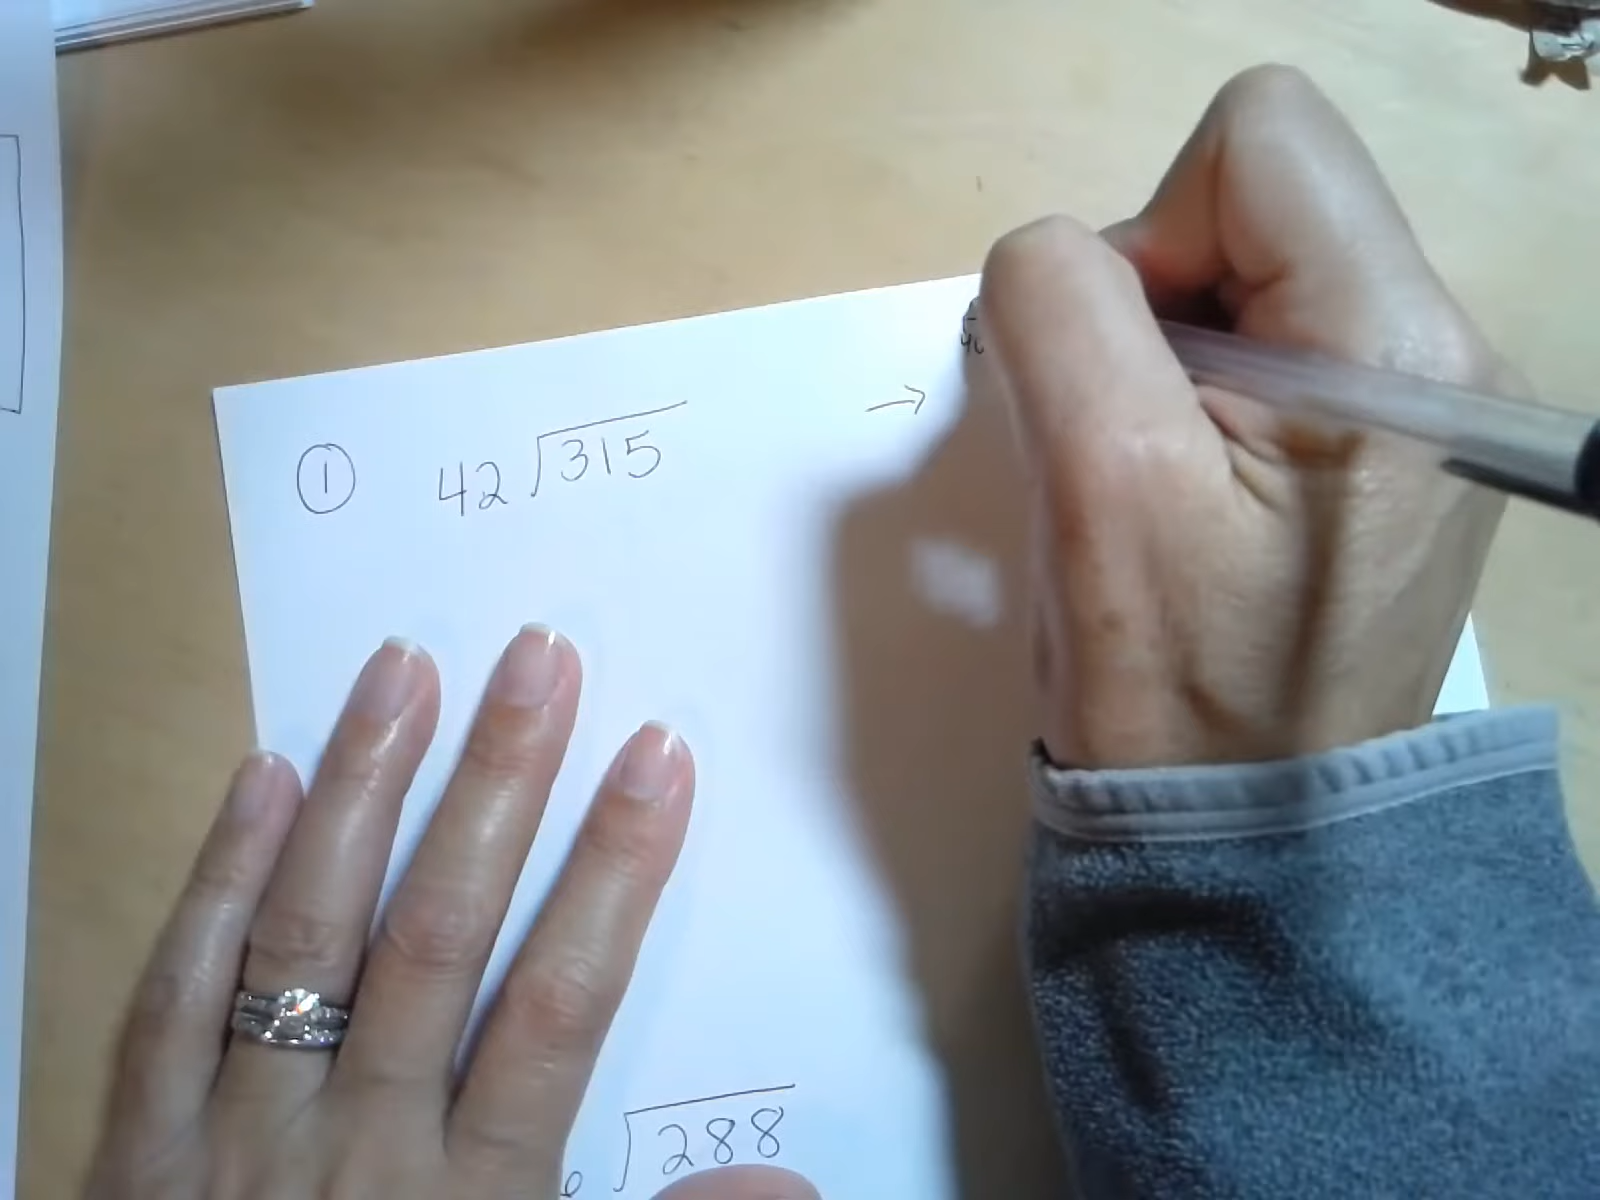 ① 42 √315 →
√288